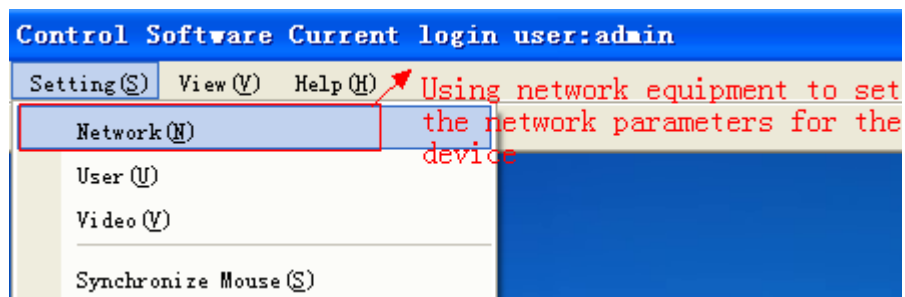 Control Software Current login user:admin
Setting(S) View(V) Help(H)
Using network equipment to set
the network parameters for the
device
Network(N)
User(U)
Video(V)
Synchronize Mouse(S)